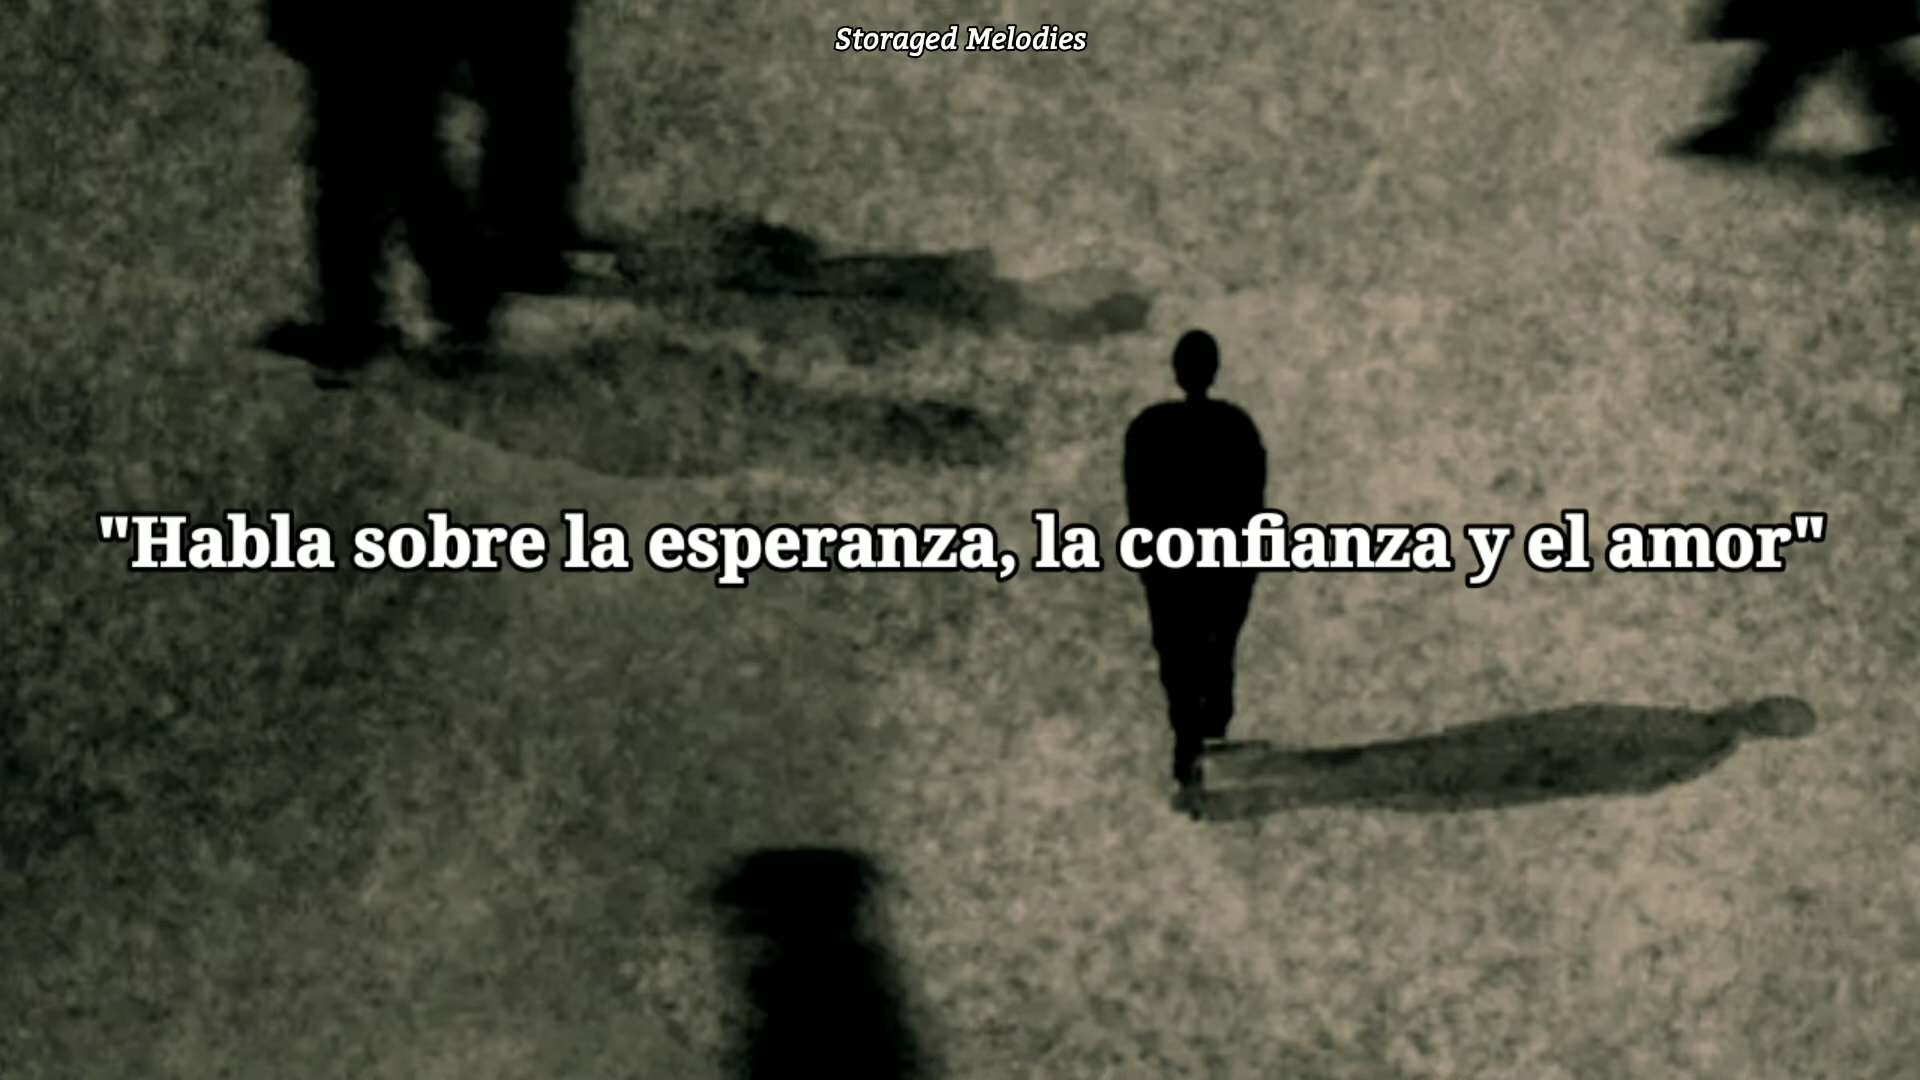 Storaged Melodies
"Habla sobre la esperanza, la confianza y el amor"